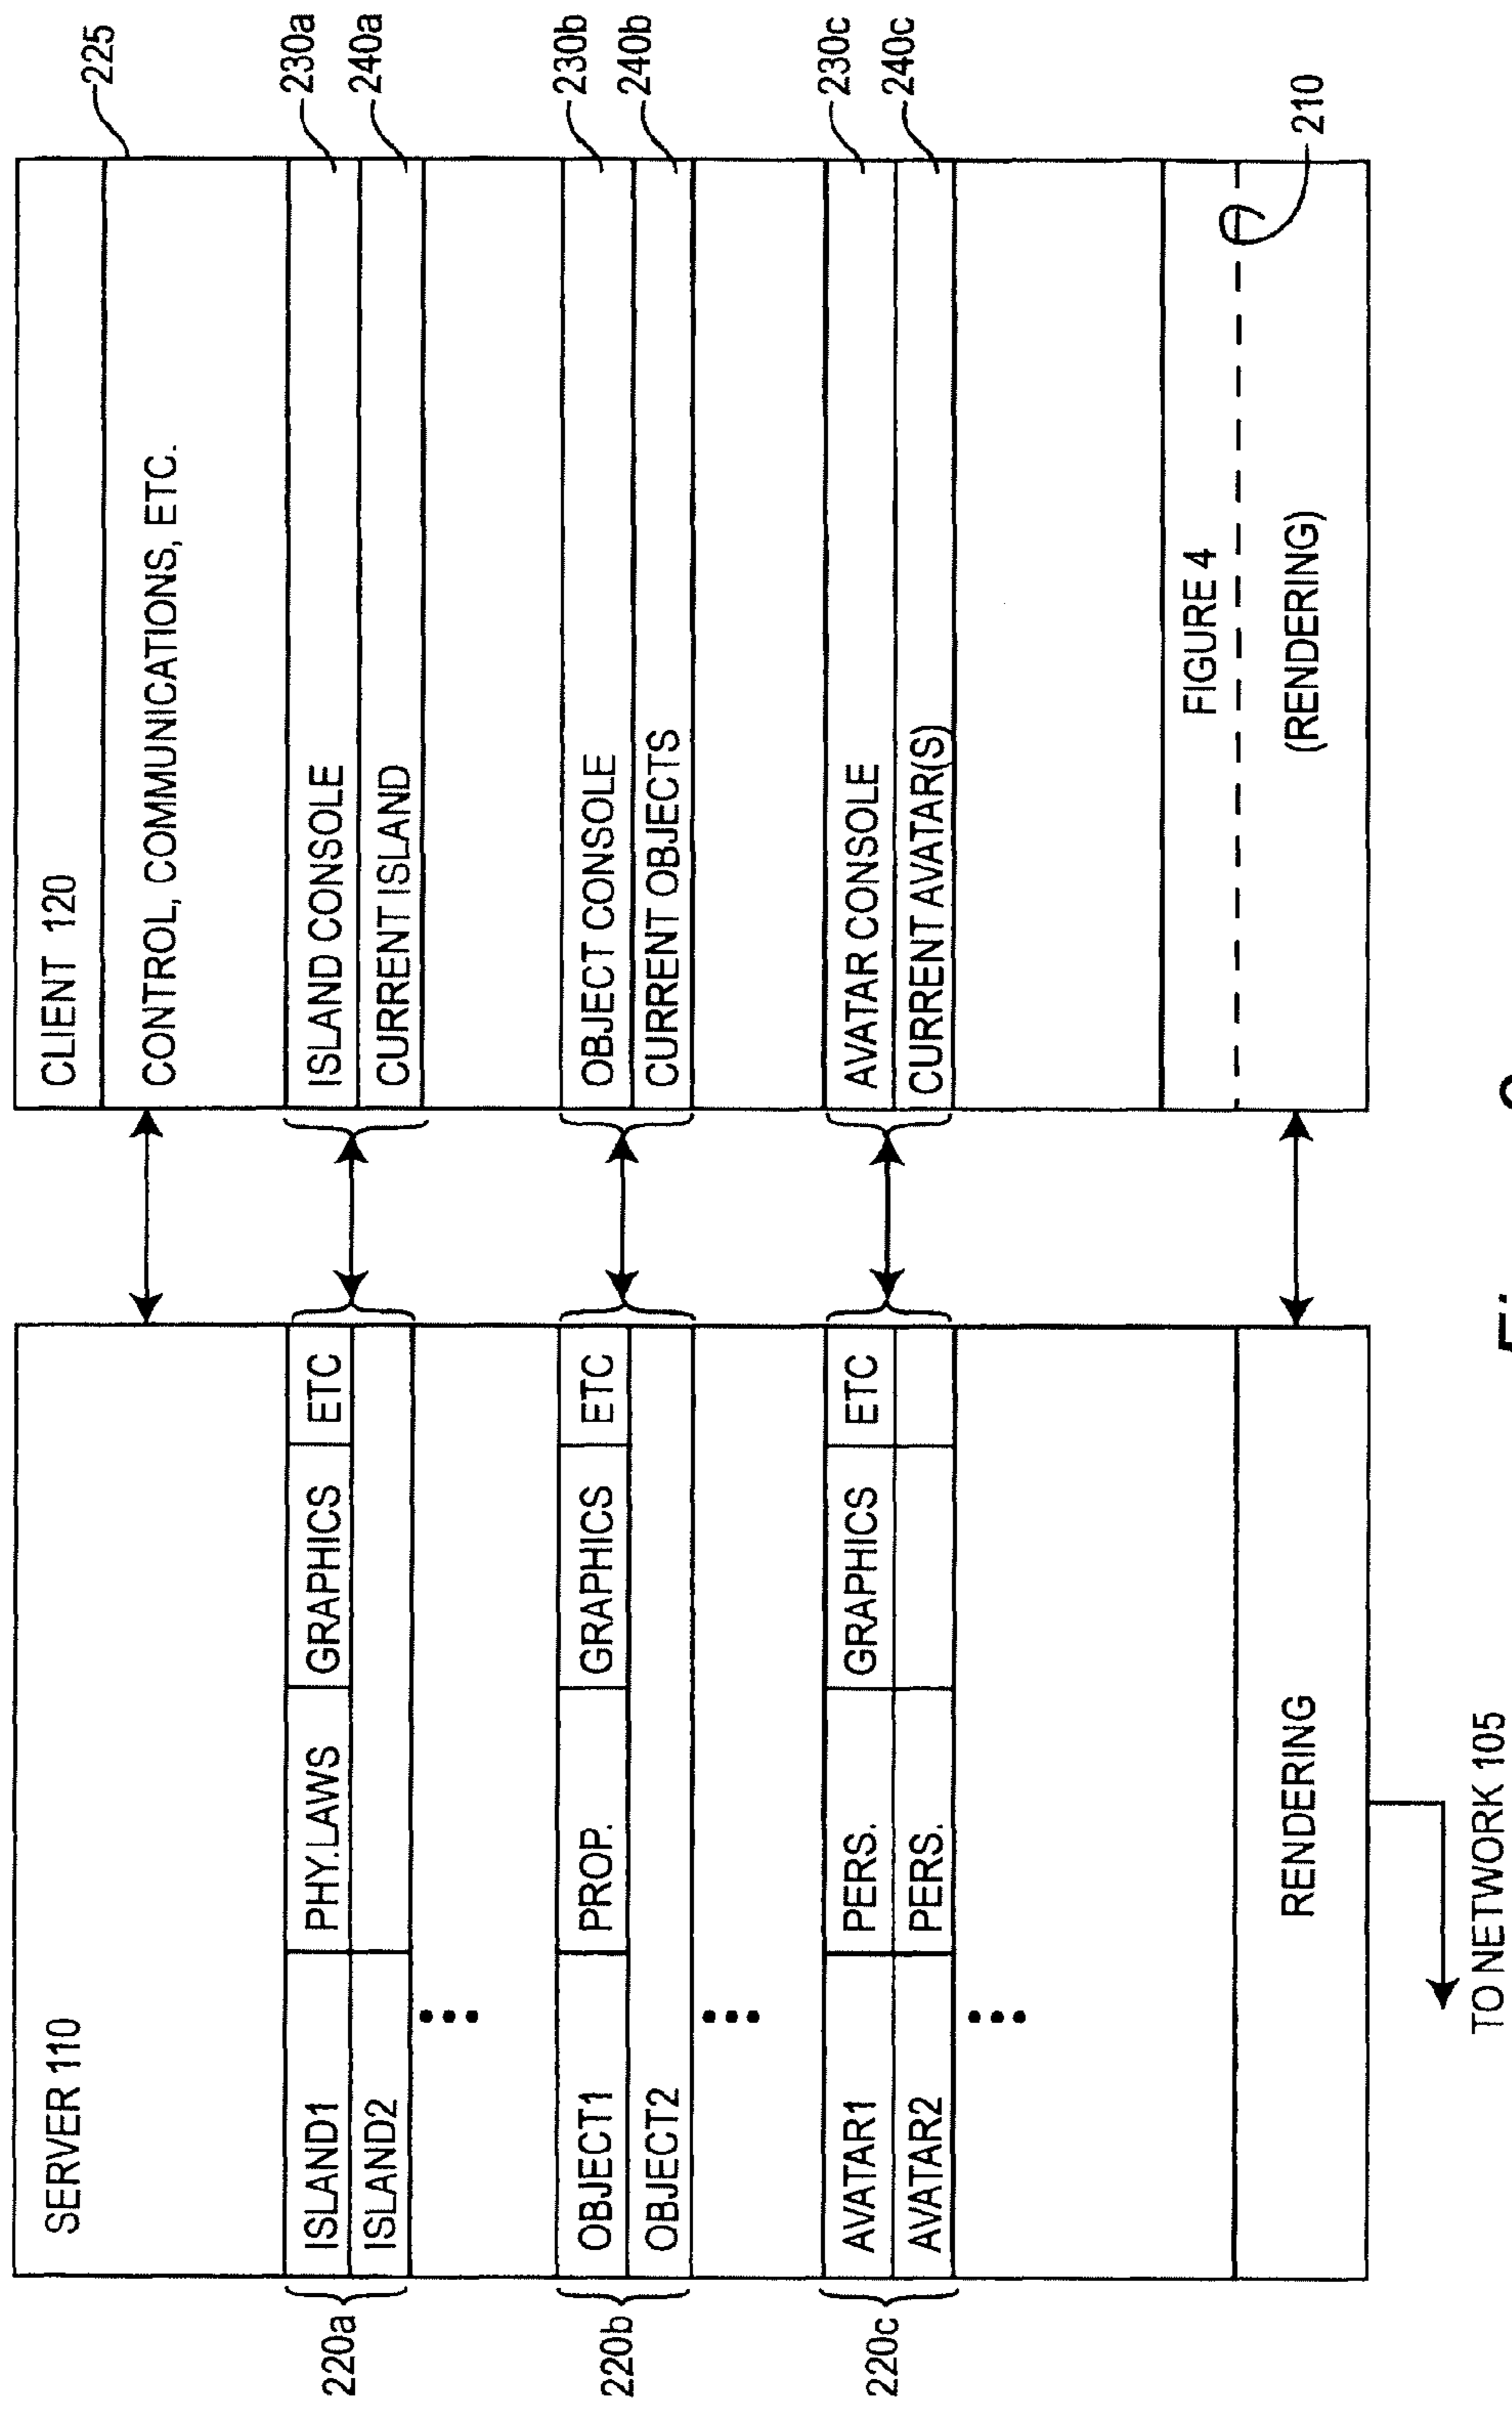 SERVER 110
CLIENT 120
225
CONTROL, COMMUNICATIONS, ETC.
220a
ISLAND1 PHY.LAWS GRAPHICS ETC
ISLAND2
ISLAND CONSOLE
CURRENT ISLAND
230a
240a
220b
OBJECT1 PROP. GRAPHICS ETC
OBJECT2
OBJECT CONSOLE
CURRENT OBJECTS
230b
240b
220c
AVATAR1 PERS. GRAPHICS ETC
AVATAR2 PERS.
AVATAR CONSOLE
CURRENT AVATAR(S)
230c
240c
RENDERING
FIGURE 4
(RENDERING)
210
TO NETWORK 105